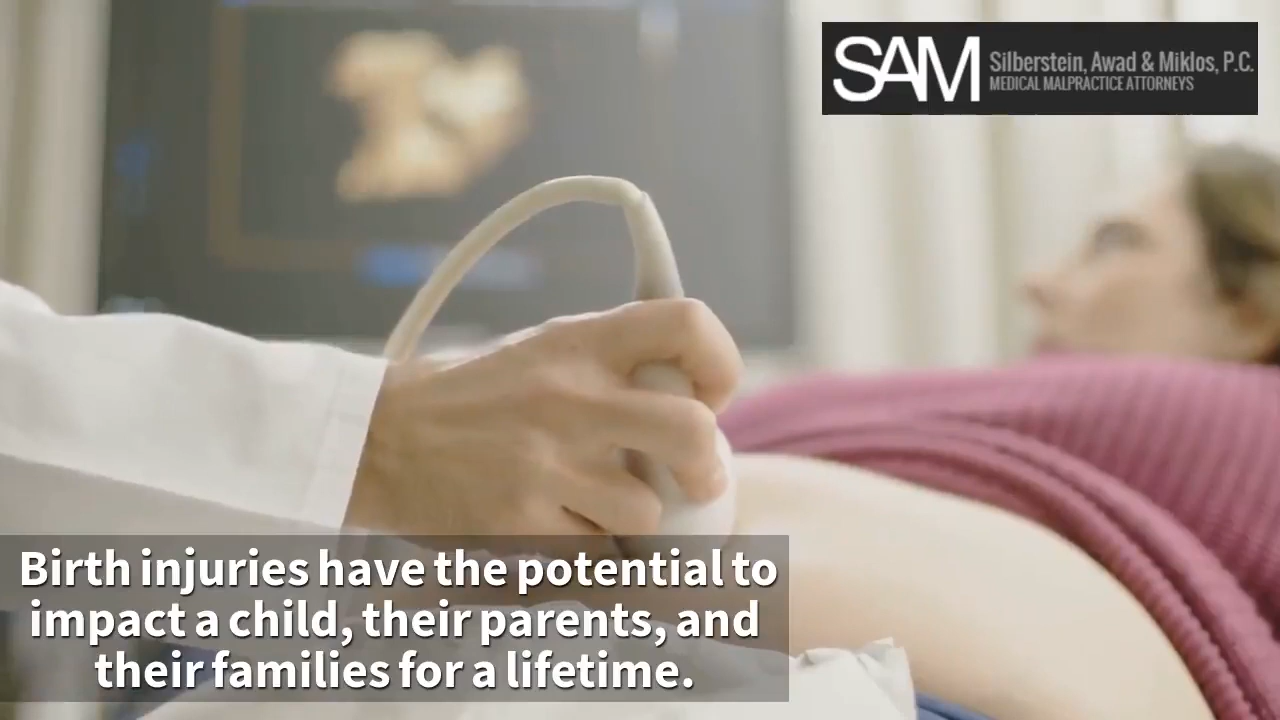 SAM
Silberstein, Awad & Miklos, P.C.
MEDICAL MALPRACTICE ATTORNEYS
Birth injuries have the potential to
impact a child, their parents, and
their families for a lifetime.